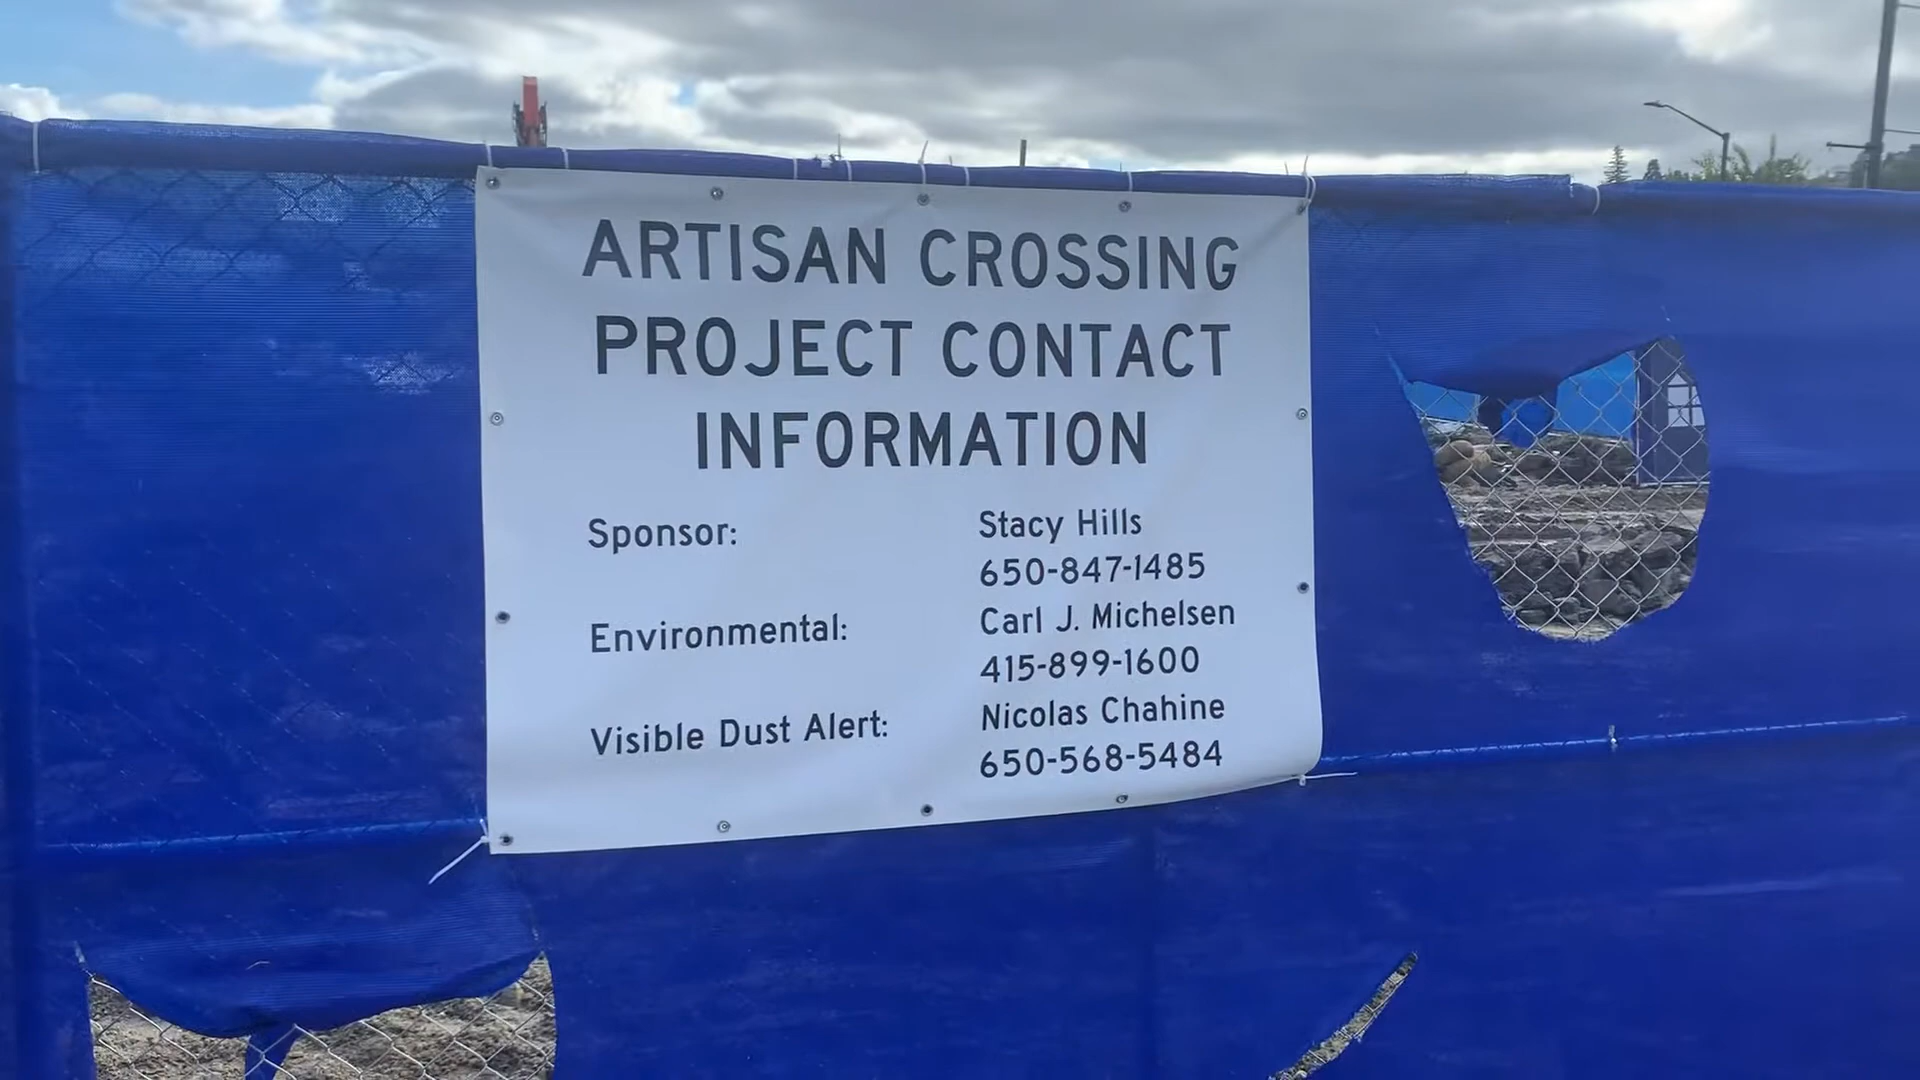 ARTISAN CROSSING
PROJECT CONTACT
INFORMATION
Sponsor: Stacy Hills
650-847-1485
Environmental: Carl J. Michelsen
415-899-1600
Visible Dust Alert: Nicolas Chahine
650-568-5484